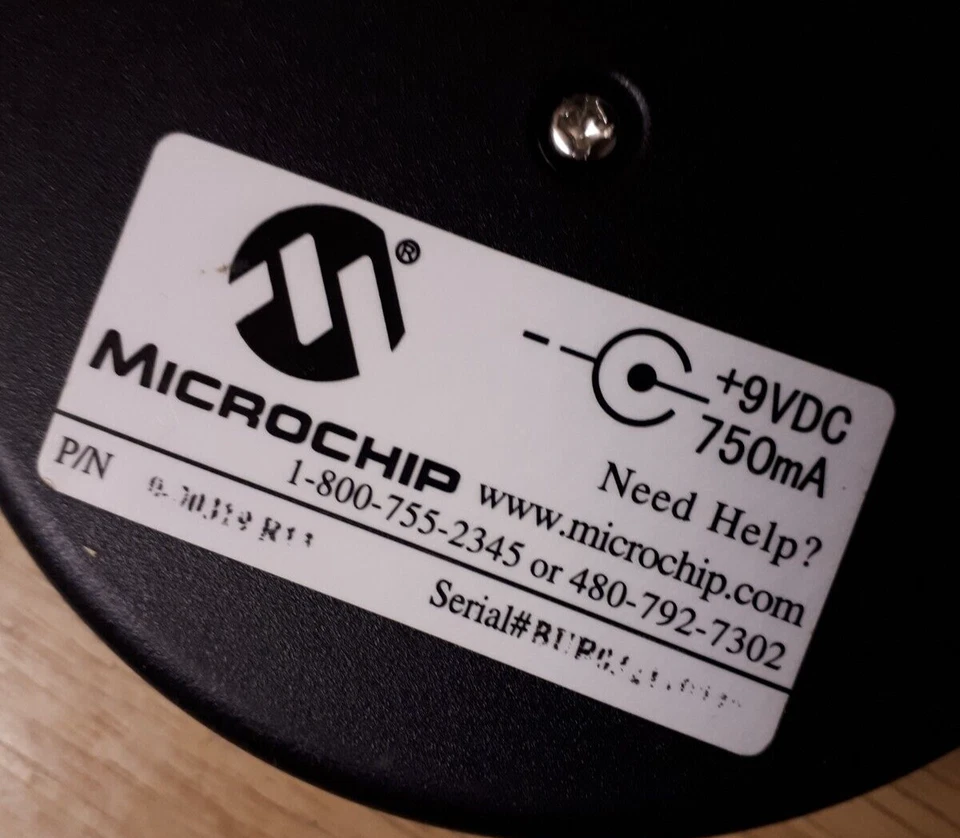 MICROCHIP®
+9VDC
750mA
Need Help?
www.microchip.com
1-800-755-2345 or 480-792-7302
P/N
Serial#